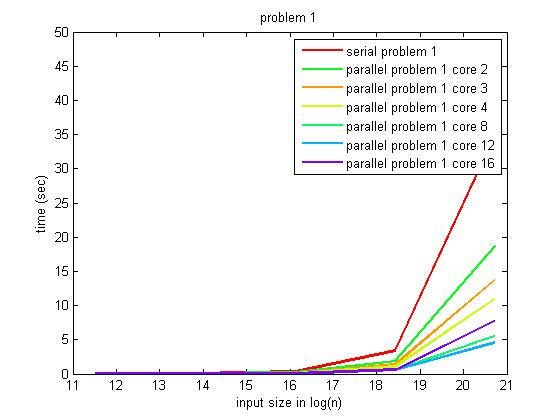 problem 1
50
45
40
35
30
25
20
15
10
5
0
time (sec)
serial problem 1
parallel problem 1 core 2
parallel problem 1 core 3
parallel problem 1 core 4
parallel problem 1 core 8
parallel problem 1 core 12
parallel problem 1 core 16
11 12 13 14 15 16 17 18 19 20 21
input size in log(n)